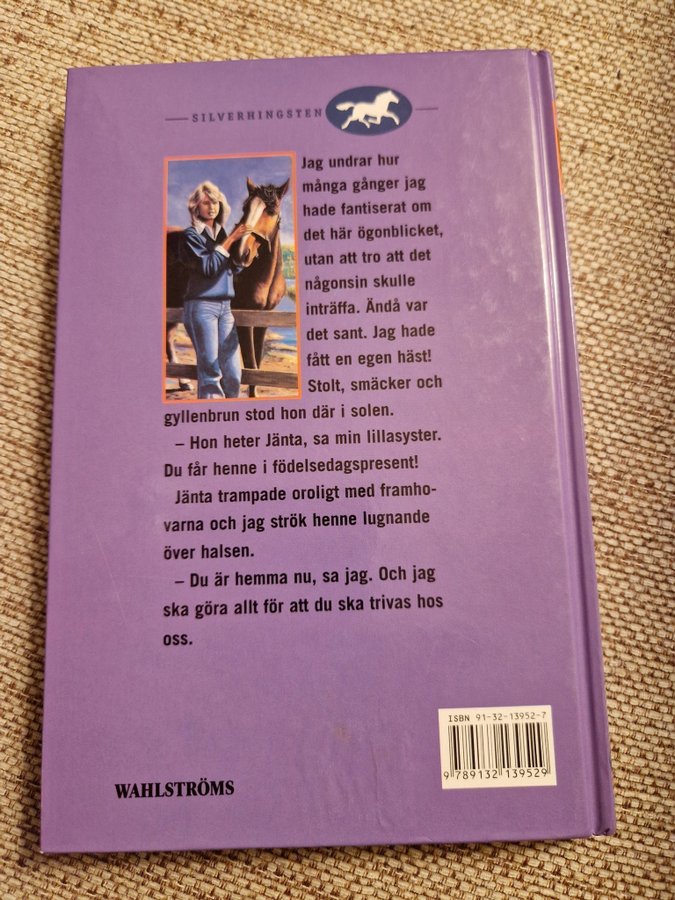 SILVERHINGSTEN
Jag undrar hur
många gånger jag
hade fantiserat om
det här ögonblicket,
utan att tro att det
någonsin skulle
inträffa. Ändå var
det sant. Jag hade
fått en egen häst!
Stolt, smäcker och
gyllenbrun stod hon där i solen.
– Hon heter Jänta, sa min lillasyster.
Du får henne i födelsedagspresent!
Jänta trampade oroligt med framho-
varna och jag strök henne lugnande
över halsen.
– Du är hemma nu, sa jag. Och jag
ska göra allt för att du ska trivas hos
oss.
ISBN 91-32-13952-7
9 789132 139529
WAHLSTRÖMS